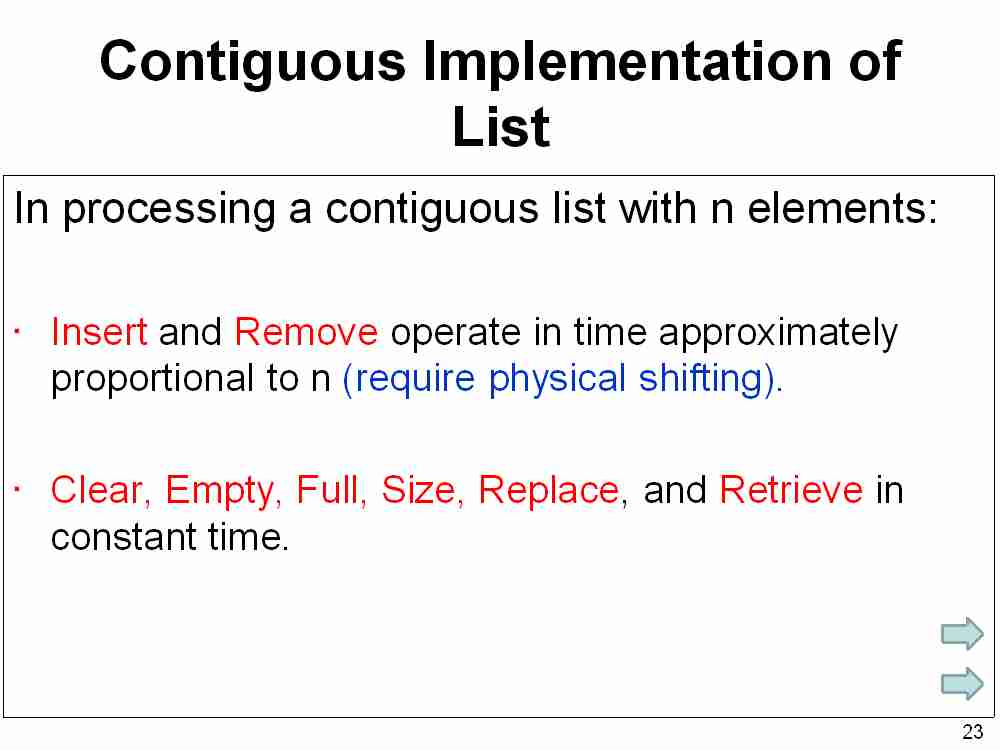 Contiguous Implementation of
List
In processing a contiguous list with n elements:
· Insert and Remove operate in time approximately
proportional to n (require physical shifting).
· Clear, Empty, Full, Size, Replace, and Retrieve in
constant time.
23